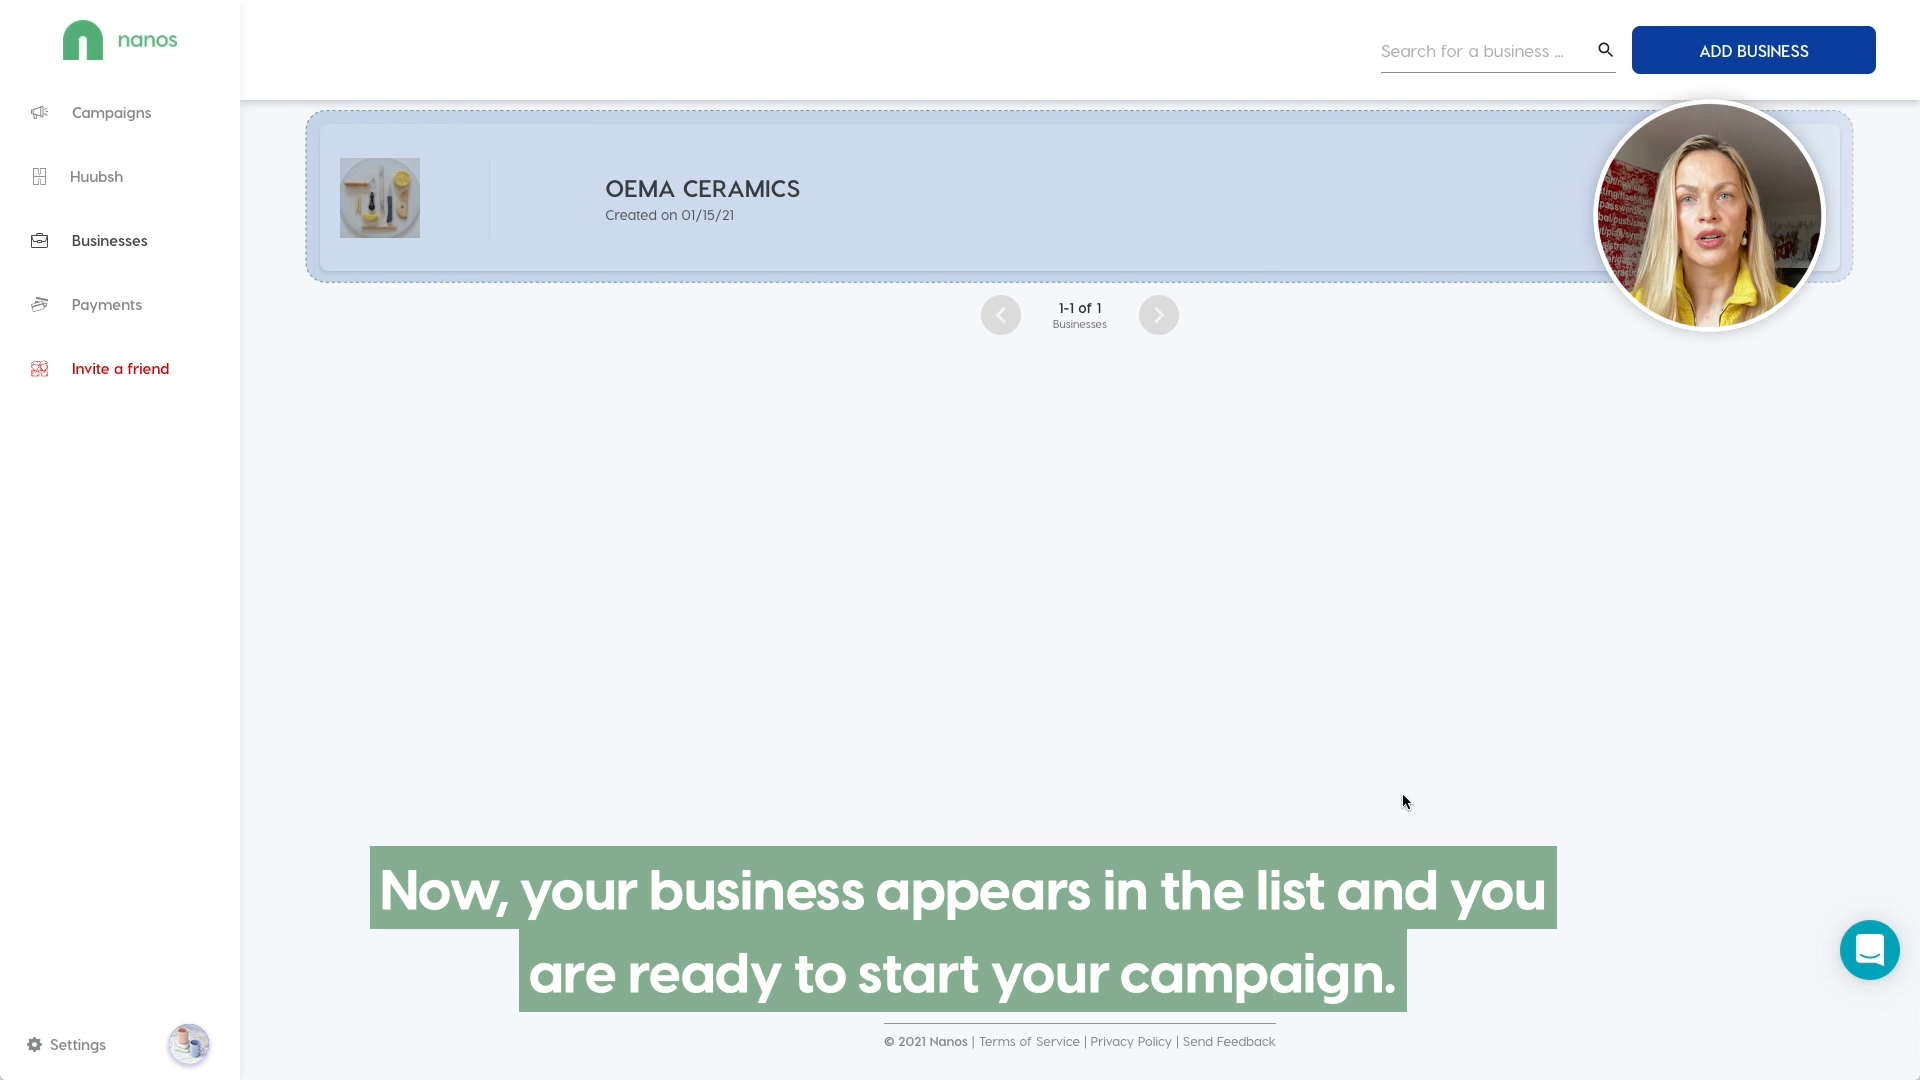 nanos
Search for a business ...
ADD BUSINESS
Campaigns
Huubsh
Businesses
Payments
Invite a friend
OEMA CERAMICS
Created on 01/15/21
1-1 of 1
Businesses
Now, your business appears in the list and you
are ready to start your campaign.
Settings
© 2021 Nanos | Terms of Service | Privacy Policy | Send Feedback